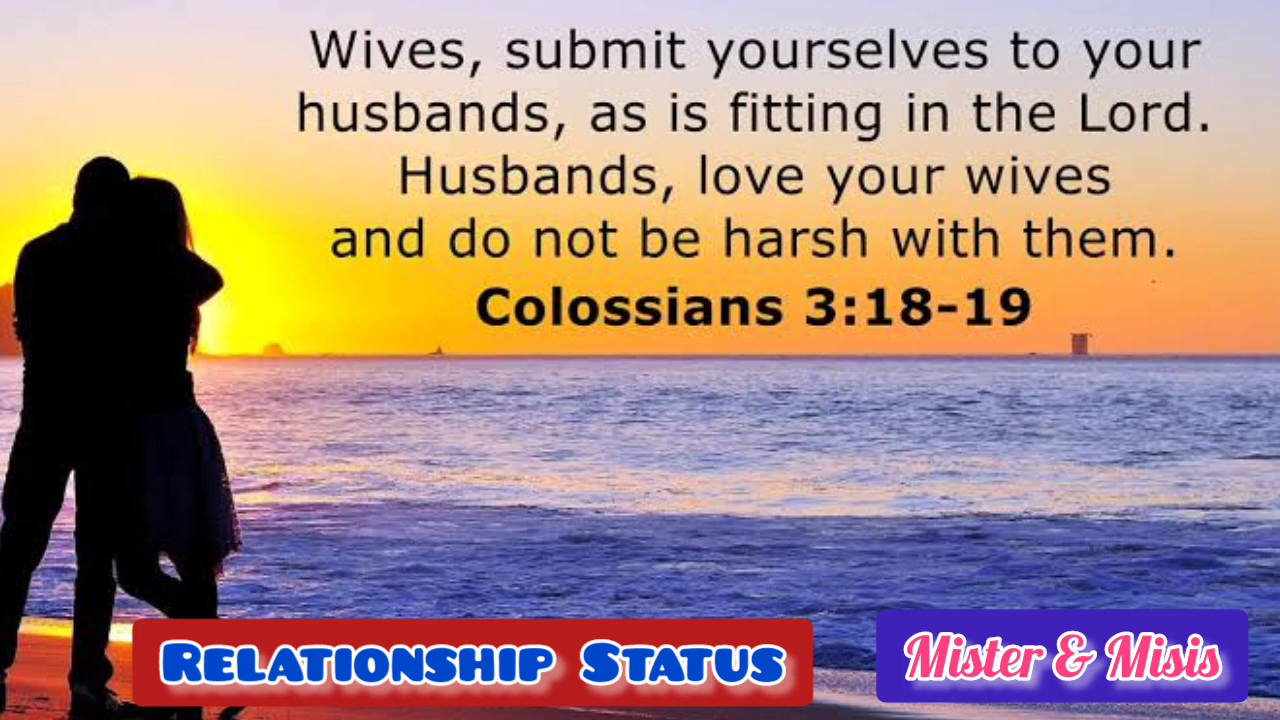 Wives, submit yourselves to your
husbands, as is fitting in the Lord.
Husbands, love your wives
and do not be harsh with them.
Colossians 3:18-19
Relationship Status
Mister & Misis